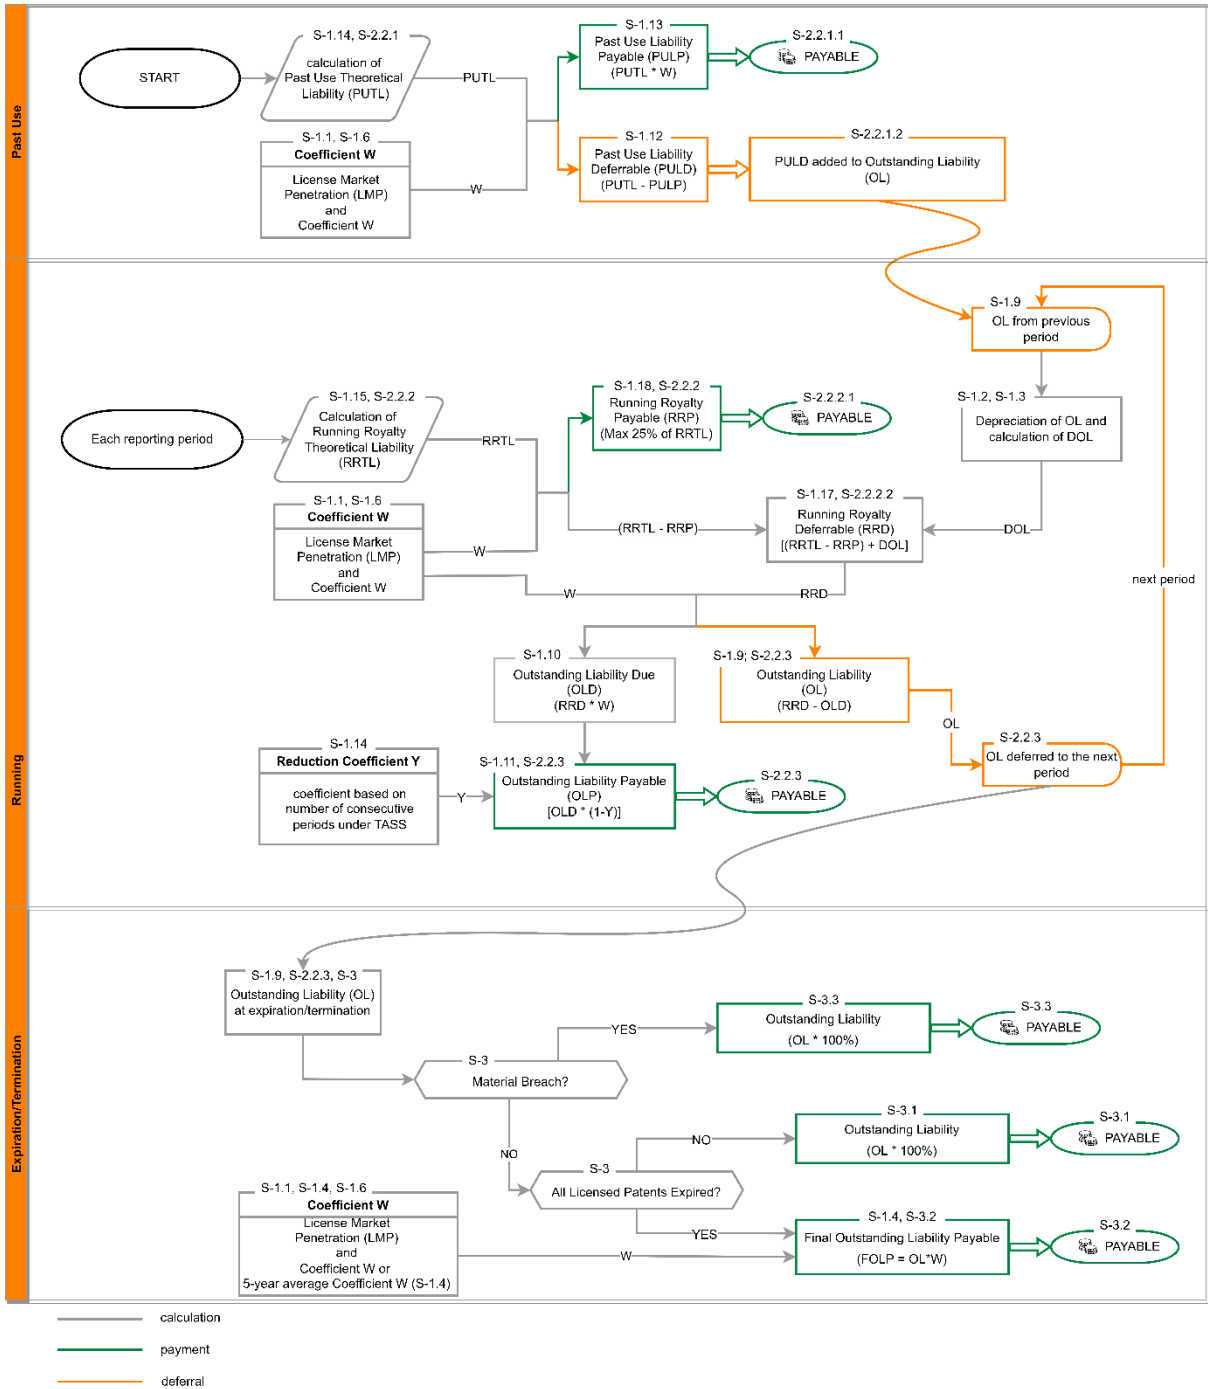 Past Use
START
S-1.14, S-2.2.1
calculation of
Past Use Theoretical
Liability (PUTL)
PUTL
S-1.13
Past Use Liability
Payable (PULP)
(PUTL * W)
S-2.2.1.1
PAYABLE
S-1.1, S-1.6
Coefficient W
License Market
Penetration (LMP)
and
Coefficient W
W
S-1.12
Past Use Liability
Deferrable (PULD)
(PUTL - PULP)
S-2.2.1.2
PULD added to Outstanding Liability
(OL)
Running
S-1.9
OL from previous
period
Each reporting period
S-1.15, S-2.2.2
Calculation of
Running Royalty
Theoretical Liability
(RRTL)
RRTL
S-1.18, S-2.2.2
Running Royalty
Payable (RRP)
(Max 25% of RRTL)
S-2.2.2.1
PAYABLE
S-1.2, S-1.3
Depreciation of OL and
calculation of DOL
S-1.1, S-1.6
Coefficient W
License Market
Penetration (LMP)
and
Coefficient W
W
W
(RRTL - RRP)
S-1.17, S-2.2.2.2
Running Royalty
Deferrable (RRD)
[(RRTL - RRP) + DOL]
DOL
RRD
next period
S-1.10
Outstanding Liability Due
(OLD)
(RRD * W)
S-1.9; S-2.2.3
Outstanding Liability
(OL)
(RRD - OLD)
OL
S-2.2.3
OL deferred to the next
period
S-1.14
Reduction Coefficient Y
coefficient based on
number of consecutive
periods under TASS
Y
S-1.11, S-2.2.3
Outstanding Liability Payable
(OLP)
[OLD * (1-Y)]
S-2.2.3
PAYABLE
Expiration/Termination
S-1.9, S-2.2.3, S-3
Outstanding Liability (OL)
at expiration/termination
S-3
Material Breach?
YES
S-3.3
Outstanding Liability
(OL * 100%)
S-3.3
PAYABLE
NO
S-3
All Licensed Patents Expired?
NO
S-3.1
Outstanding Liability
(OL * 100%)
S-3.1
PAYABLE
S-1.1, S-1.4, S-1.6
Coefficient W
License Market
Penetration (LMP)
and
Coefficient W or
5-year average Coefficient W (S-1.4)
W
YES
S-1.4, S-3.2
Final Outstanding Liability Payable
(FOLP = OL*W)
S-3.2
PAYABLE
calculation
payment
deferral